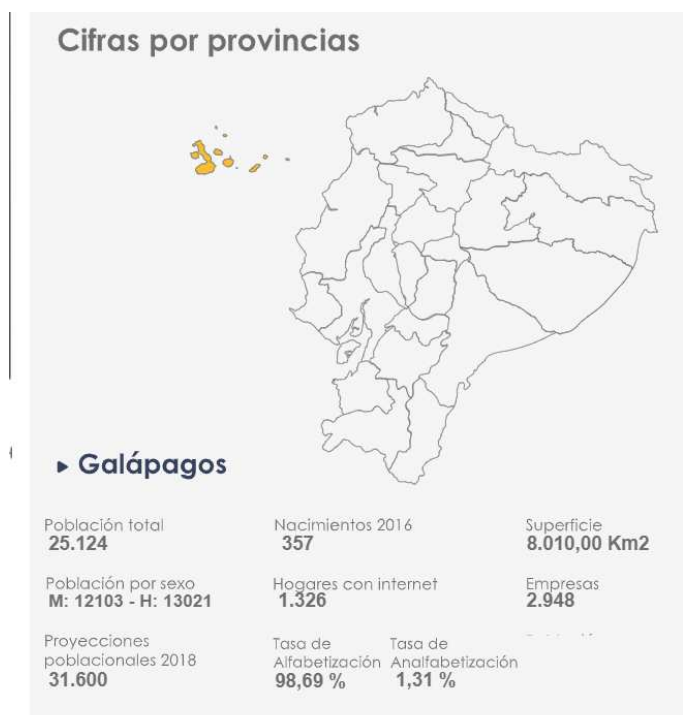 Cifras por provincias
Galápagos
Población total
25.124
Nacimientos 2016
357
Superficie
8.010,00 Km2
Población por sexo
M: 12103 - H: 13021
Hogares con internet
1.326
Empresas
2.948
Proyecciones
poblacionales 2018
31.600
Tasa de
Alfabetización
98,69 %
Tasa de
Analfabetización
1,31 %